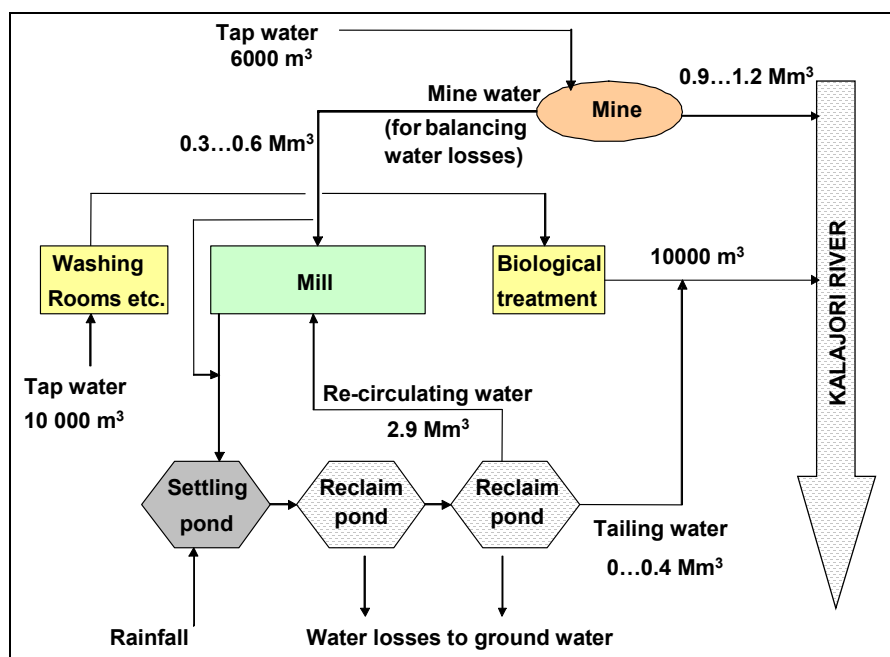 Tap water
6000 m³
0.9…1.2 Mm³
Mine water
Mine
(for balancing
water losses)
0.3…0.6 Mm³
Washing
Rooms etc.
Mill
Biological
treatment
10000 m³
KALAJORI RIVER
Tap water
10 000 m³
Re-circulating water
2.9 Mm³
Settling
pond
Reclaim
pond
Reclaim
pond
Tailing water
0…0.4 Mm³
Rainfall
Water losses to ground water